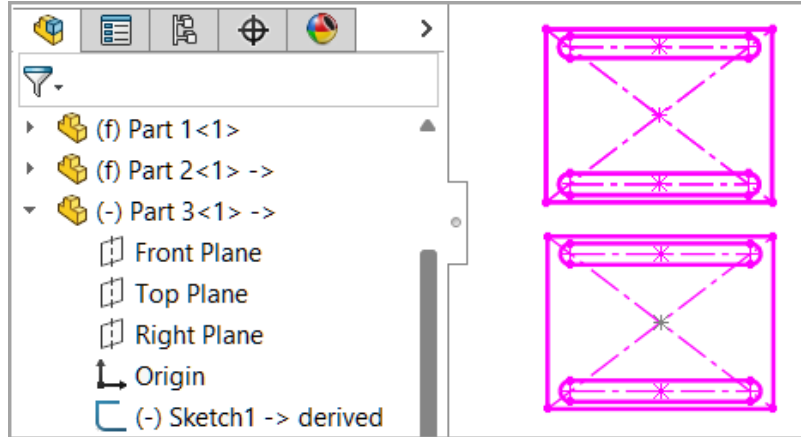 (f) Part 1<1>
(f) Part 2<1> ->
(-) Part 3<1> ->
Front Plane
Top Plane
Right Plane
Origin
(-) Sketch1 -> derived